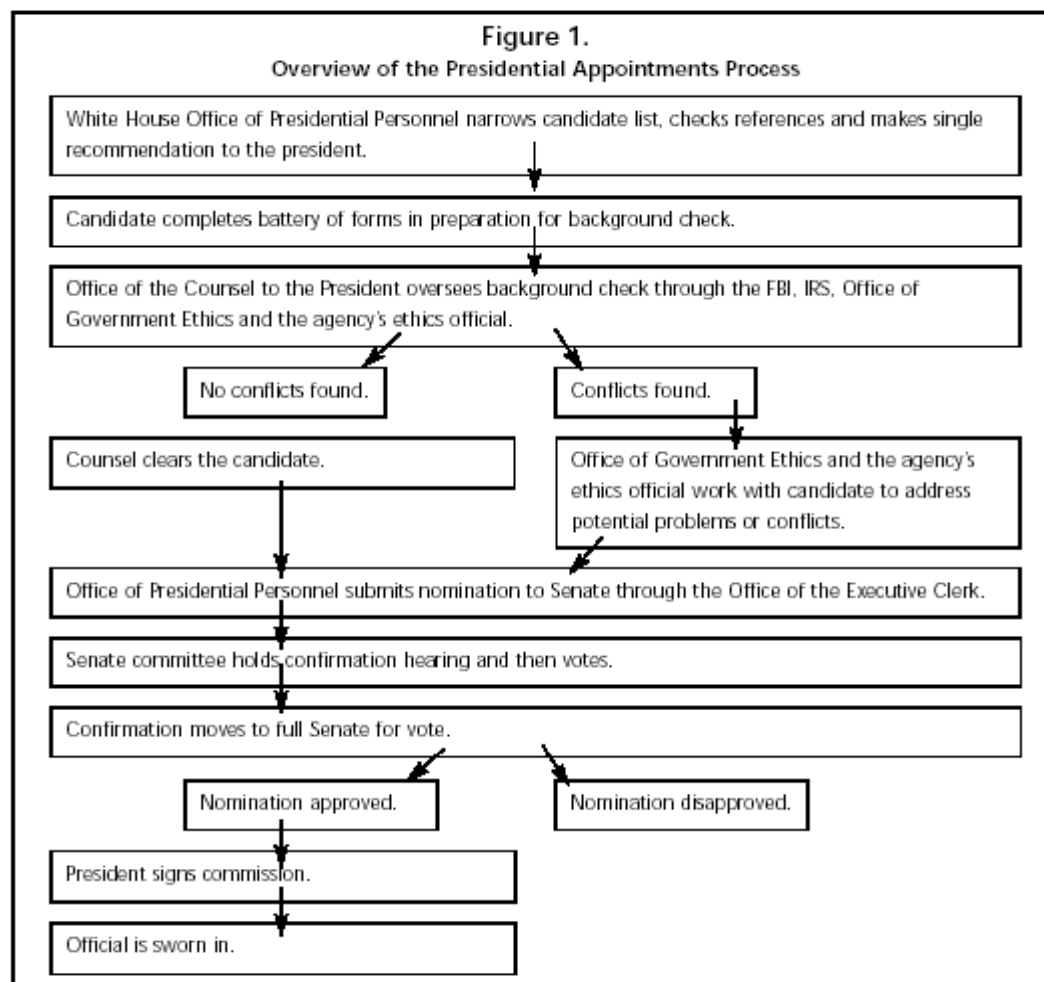 Figure 1.
Overview of the Presidential Appointments Process
White House Office of Presidential Personnel narrows candidate list, checks references and makes single
recommendation to the president.
Candidate completes battery of forms in preparation for background check.
Office of the Counsel to the President oversees background check through the FBI, IRS, Office of
Government Ethics and the agency's ethics official.
No conflicts found.
Conflicts found.
Counsel clears the candidate.
Office of Government Ethics and the agency's
ethics official work with candidate to address
potential problems or conflicts.
Office of Presidential Personnel submits nomination to Senate through the Office of the Executive Clerk.
Senate committee holds confirmation hearing and then votes.
Confirmation moves to full Senate for vote.
Nomination approved.
Nomination disapproved.
President signs commission.
Official is sworn in.